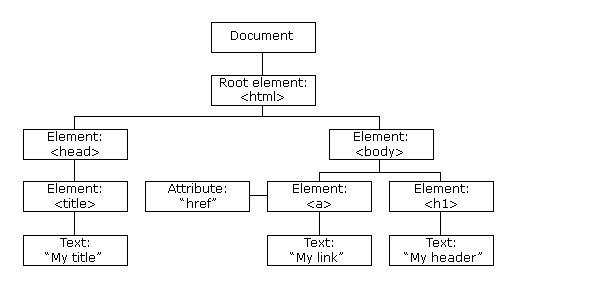 Document
Root element:
<html>
Element:
<head>
Element:
<body>
Element:
<title>
Attribute:
“href”
Element:
<a>
Element:
<h1>
Text:
“My title”
Text:
“My link”
Text:
“My header”